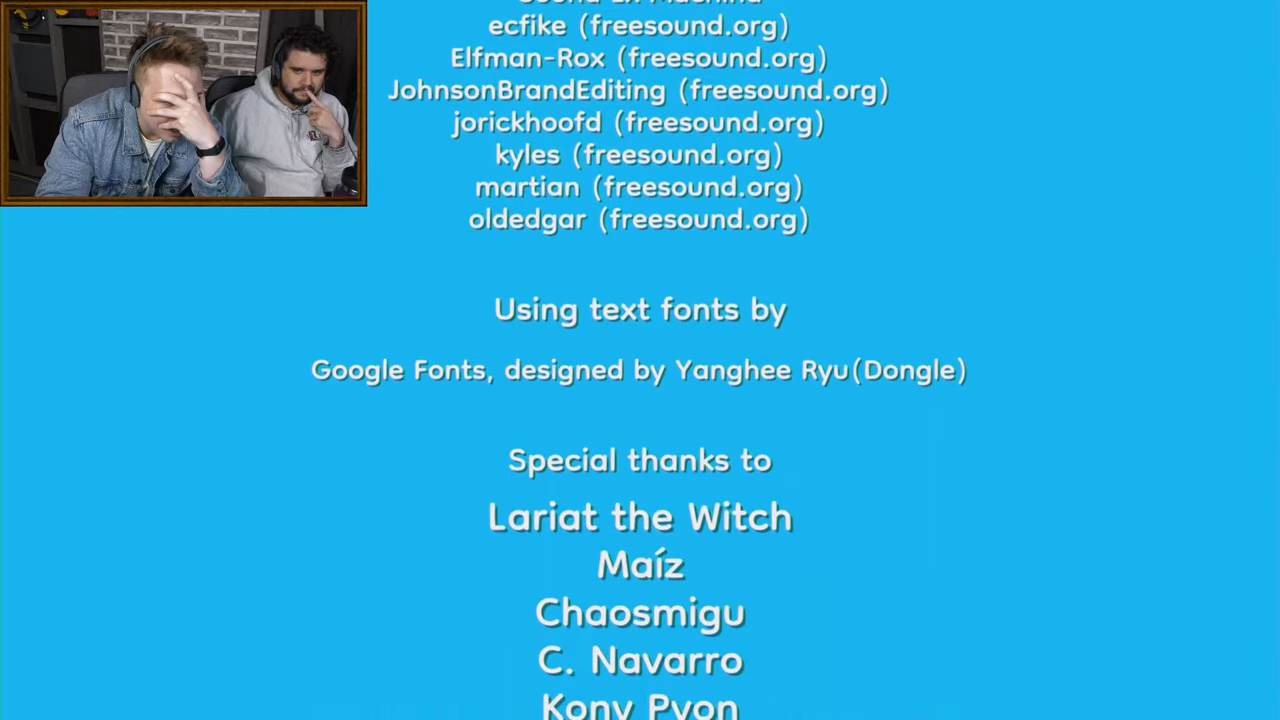 ecfike (freesound.org)
Elfman-Rox (freesound.org)
JohnsonBrandEditing (freesound.org)
jorickhoofd (freesound.org)
kyles (freesound.org)
martian (freesound.org)
oldedgar (freesound.org)
Using text fonts by
Google Fonts, designed by Yanghee Ryu(Dongle)
Special thanks to
Lariat the Witch
Maíz
Chaosmigu
C. Navarro
Kony Pyon